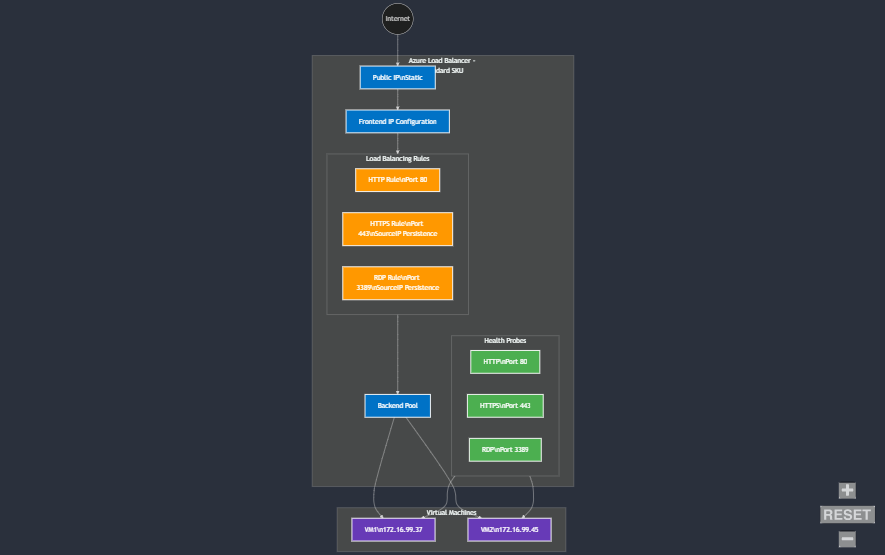 Internet
Azure Load Balancer -
dard SKU
Public IP\nStatic
Frontend IP Configuration
Load Balancing Rules
HTTP Rule\nPort 80
HTTPS Rule\nPort
443\nSourceIP Persistence
RDP Rule\nPort
3389\nSourceIP Persistence
Health Probes
HTTP\nPort 80
HTTPS\nPort 443
Backend Pool
RDP\nPort 3389
Virtual Machines
VM1\n172.16.99.37
VM2\n172.16.99.45
+
RESET
−